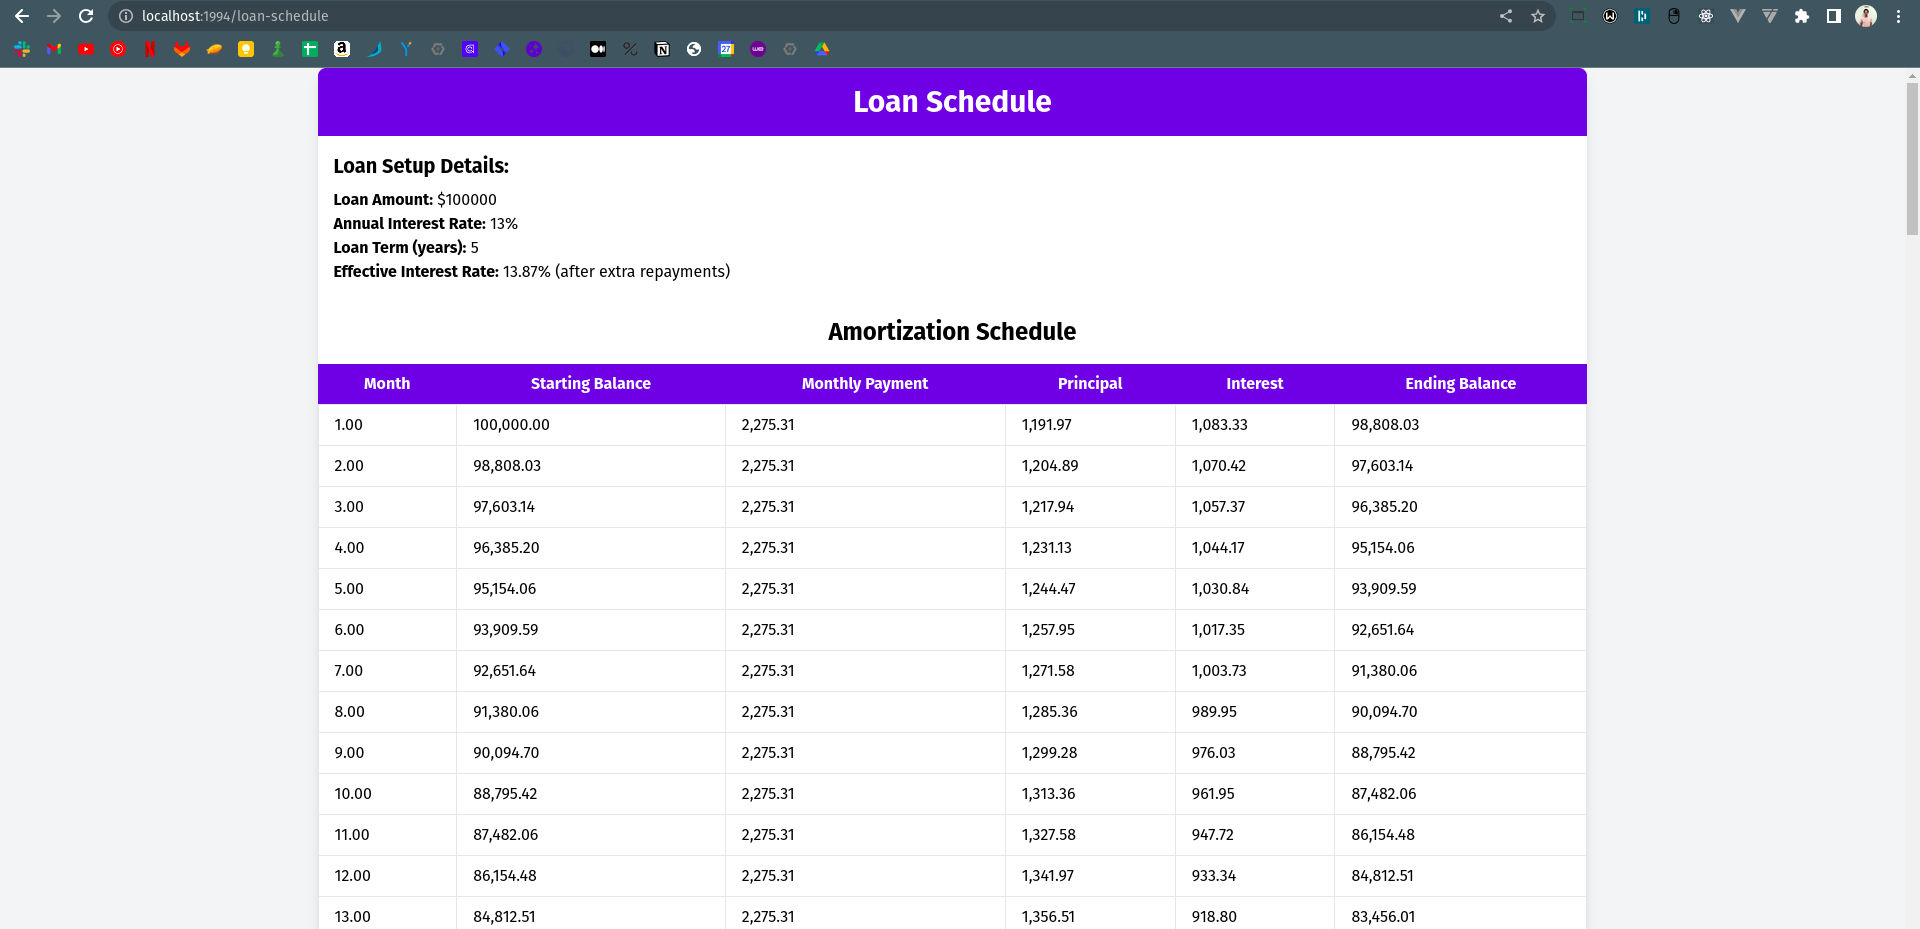 localhost:1994/loan-schedule
Loan Schedule
Loan Setup Details:
Loan Amount: $100000
Annual Interest Rate: 13%
Loan Term (years): 5
Effective Interest Rate: 13.87% (after extra repayments)
Amortization Schedule
Month Starting Balance Monthly Payment Principal Interest Ending Balance
1.00 100,000.00 2,275.31 1,191.97 1,083.33 98,808.03
2.00 98,808.03 2,275.31 1,204.89 1,070.42 97,603.14
3.00 97,603.14 2,275.31 1,217.94 1,057.37 96,385.20
4.00 96,385.20 2,275.31 1,231.13 1,044.17 95,154.06
5.00 95,154.06 2,275.31 1,244.47 1,030.84 93,909.59
6.00 93,909.59 2,275.31 1,257.95 1,017.35 92,651.64
7.00 92,651.64 2,275.31 1,271.58 1,003.73 91,380.06
8.00 91,380.06 2,275.31 1,285.36 989.95 90,094.70
9.00 90,094.70 2,275.31 1,299.28 976.03 88,795.42
10.00 88,795.42 2,275.31 1,313.36 961.95 87,482.06
11.00 87,482.06 2,275.31 1,327.58 947.72 86,154.48
12.00 86,154.48 2,275.31 1,341.97 933.34 84,812.51
13.00 84,812.51 2,275.31 1,356.51 918.80 83,456.01